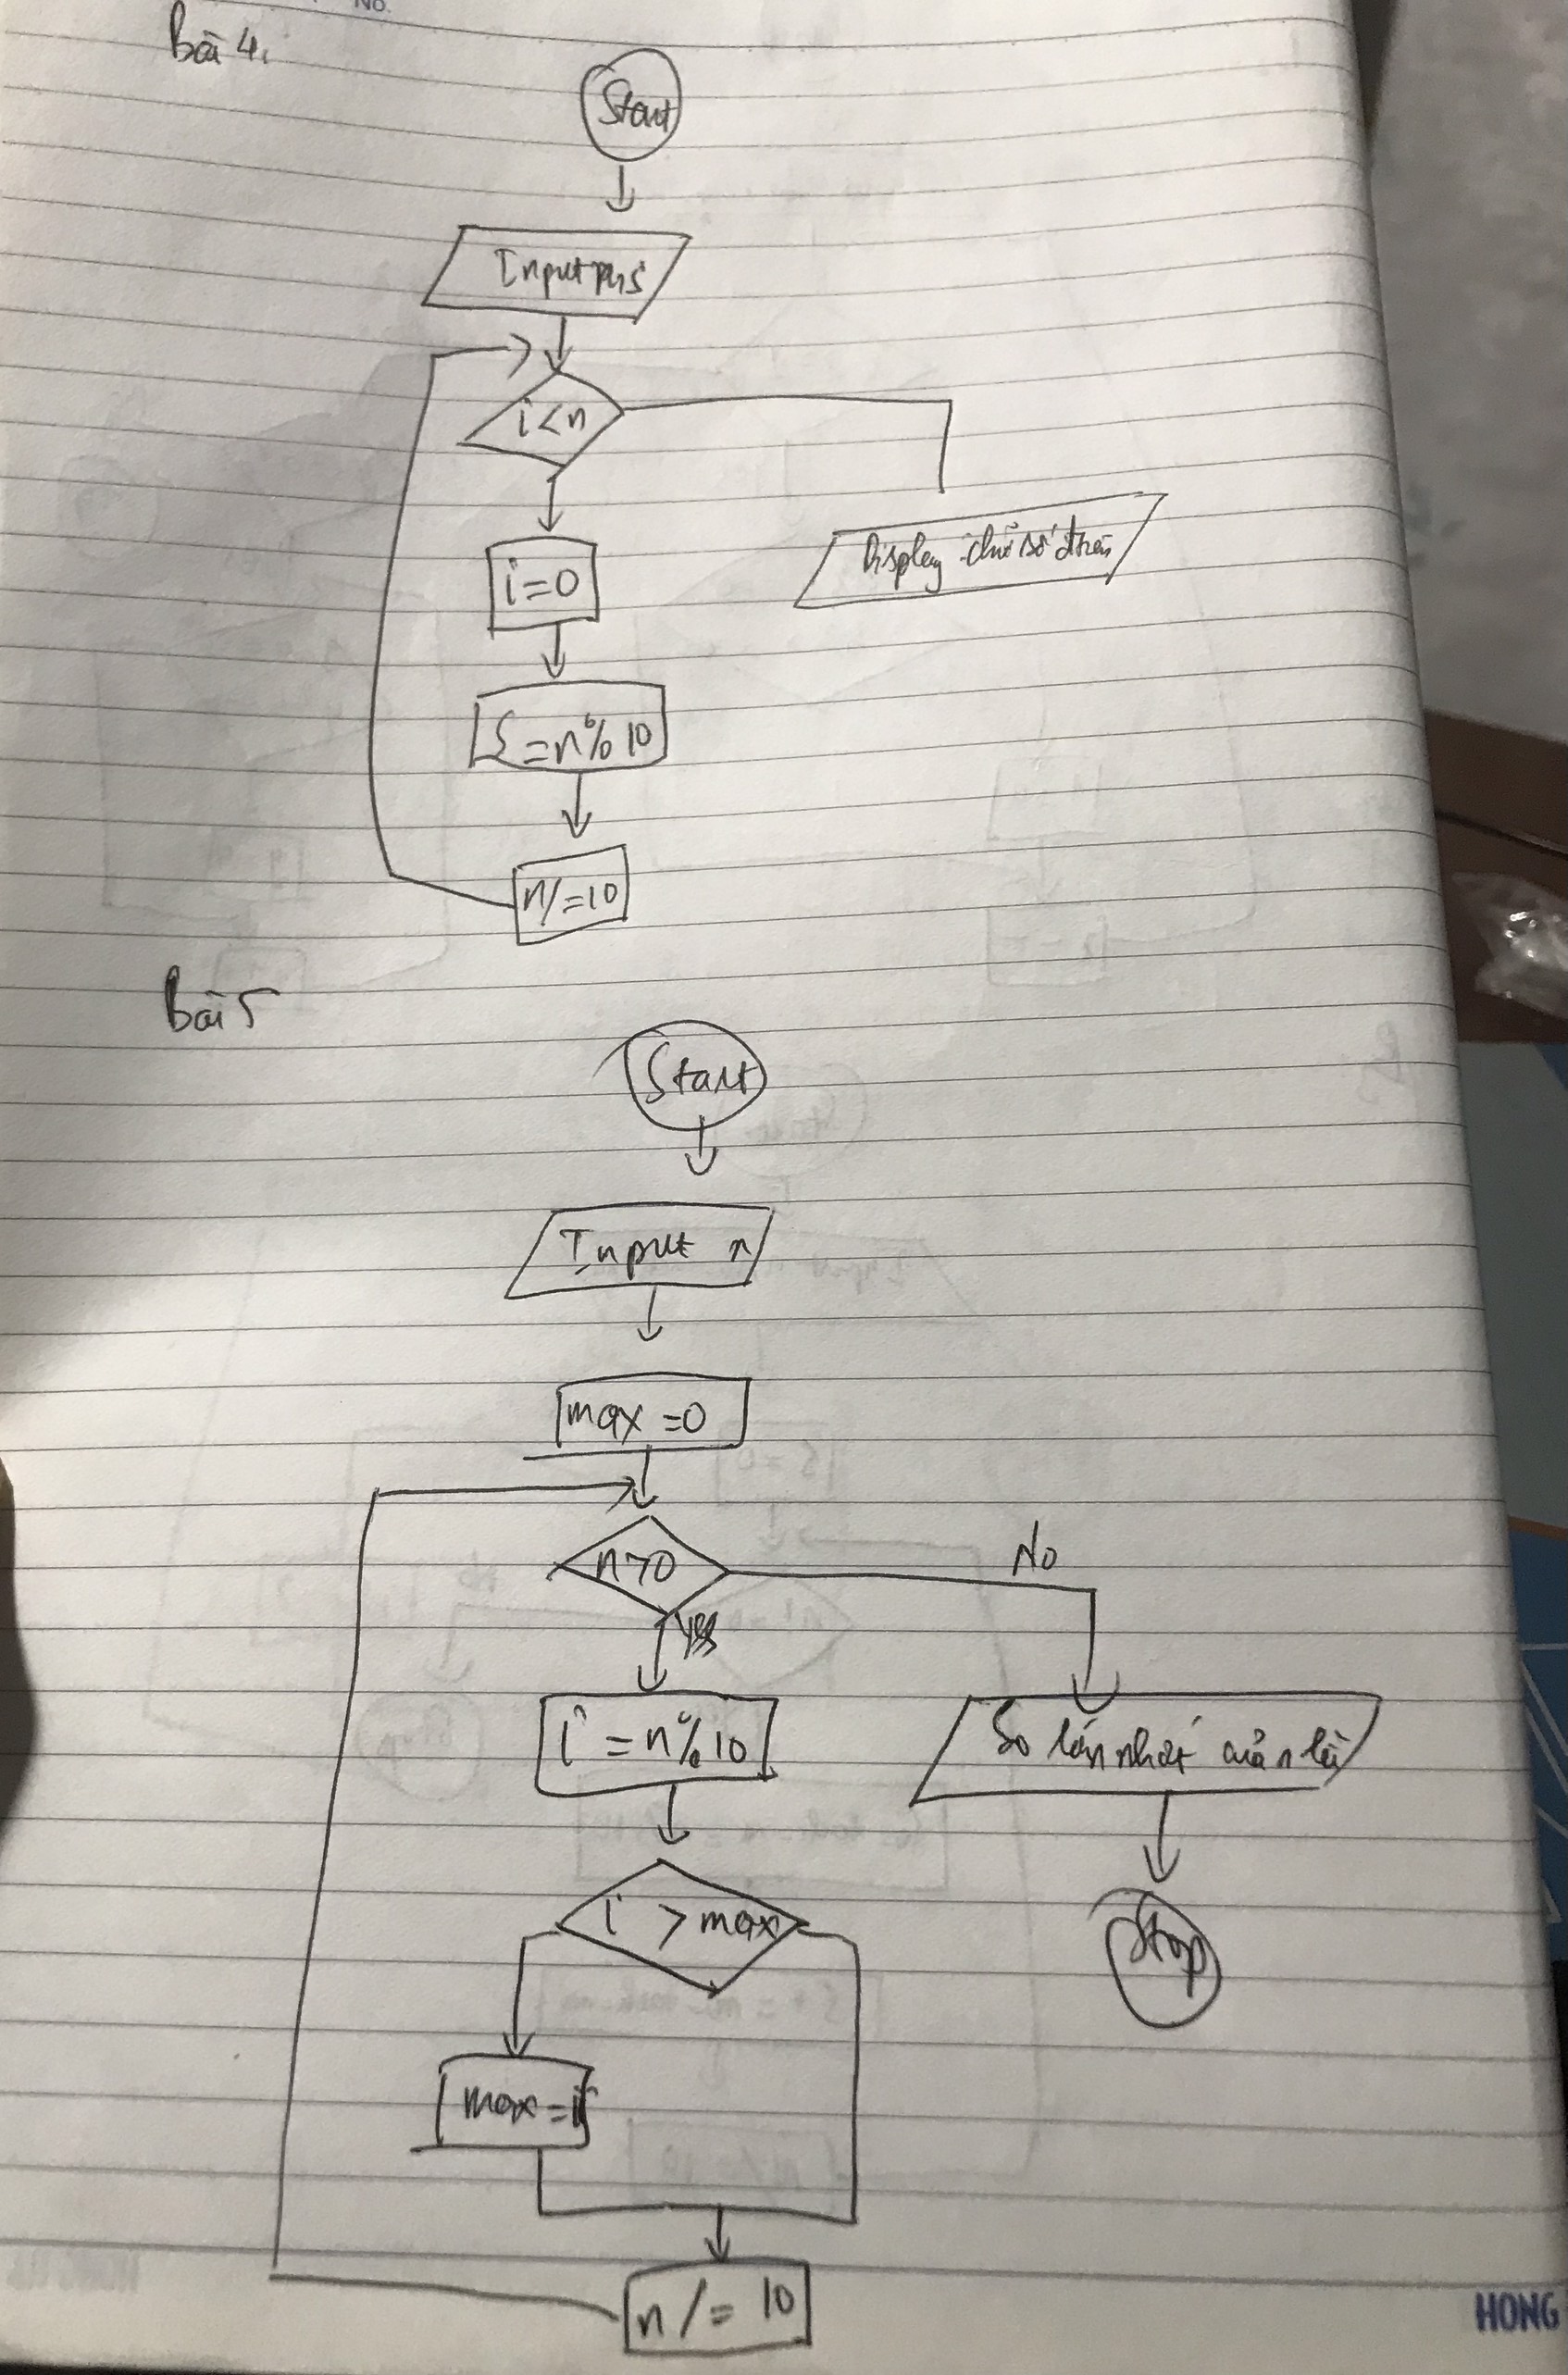 No.
Bài 4.
Start
Input n, s
i<n
Display chữ số đầu
i=0
S=n%10
n/=10
Bài 5
Start
Input n
max=0
n>0
No
Yes
i=n%10
Số lớn nhất của n là
i > max
Stop
max=i
n/=10
HONG